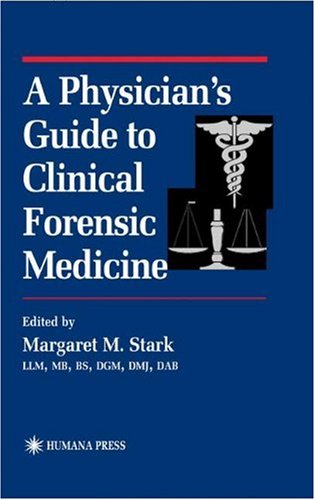 A Physician's
Guide to
Clinical
Forensic
Medicine
Edited by
Margaret M. Stark
LLM, MB, BS, DGM, DMJ, DAB
HUMANA PRESS